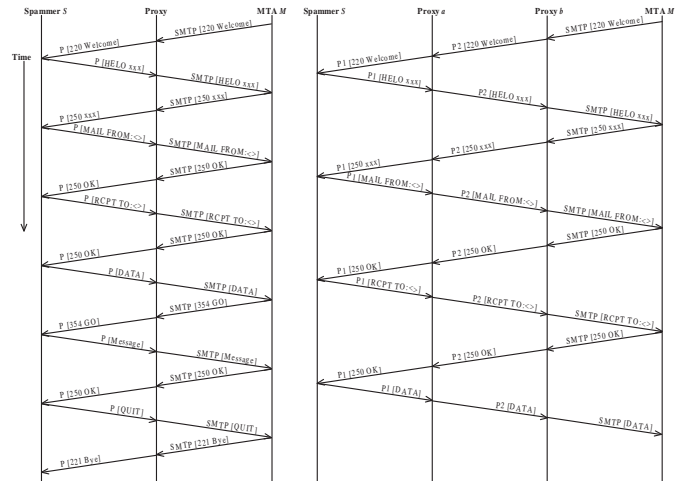 Spammer S Proxy MTA M
SMTP [220 Welcome]
P [220 Welcome]
Time
P [HELO xxx]
SMTP [HELO xxx]
SMTP [250 xxx]
P [250 xxx]
P [MAIL FROM:<>]
SMTP [MAIL FROM:<>]
SMTP [250 OK]
P [250 OK]
P [RCPT TO:<>]
SMTP [RCPT TO:<>]
SMTP [250 OK]
P [250 OK]
P [DATA]
SMTP [DATA]
SMTP [354 GO]
P [354 GO]
P [Message]
SMTP [Message]
SMTP [250 OK]
P [250 OK]
P [QUIT]
SMTP [QUIT]
SMTP [221 Bye]
P [221 Bye]
Spammer S Proxy a Proxy b MTA M
SMTP [220 Welcome]
P2 [220 Welcome]
P1 [220 Welcome]
P1 [HELO xxx]
P2 [HELO xxx]
SMTP [HELO xxx]
SMTP [250 xxx]
P2 [250 xxx]
P1 [250 xxx]
P1 [MAIL FROM:<>]
P2 [MAIL FROM:<>]
SMTP [MAIL FROM:<>]
SMTP [250 OK]
P2 [250 OK]
P1 [250 OK]
P1 [RCPT TO:<>]
P2 [RCPT TO:<>]
SMTP [RCPT TO:<>]
SMTP [250 OK]
P2 [250 OK]
P1 [250 OK]
P1 [DATA]
P2 [DATA]
SMTP [DATA]